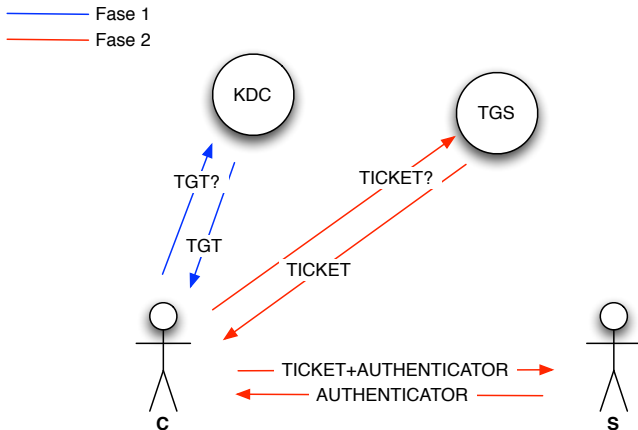 Fase 1
Fase 2
KDC
TGS
TGT?
TICKET?
TGT
TICKET
TICKET+AUTHENTICATOR
AUTHENTICATOR
C
S